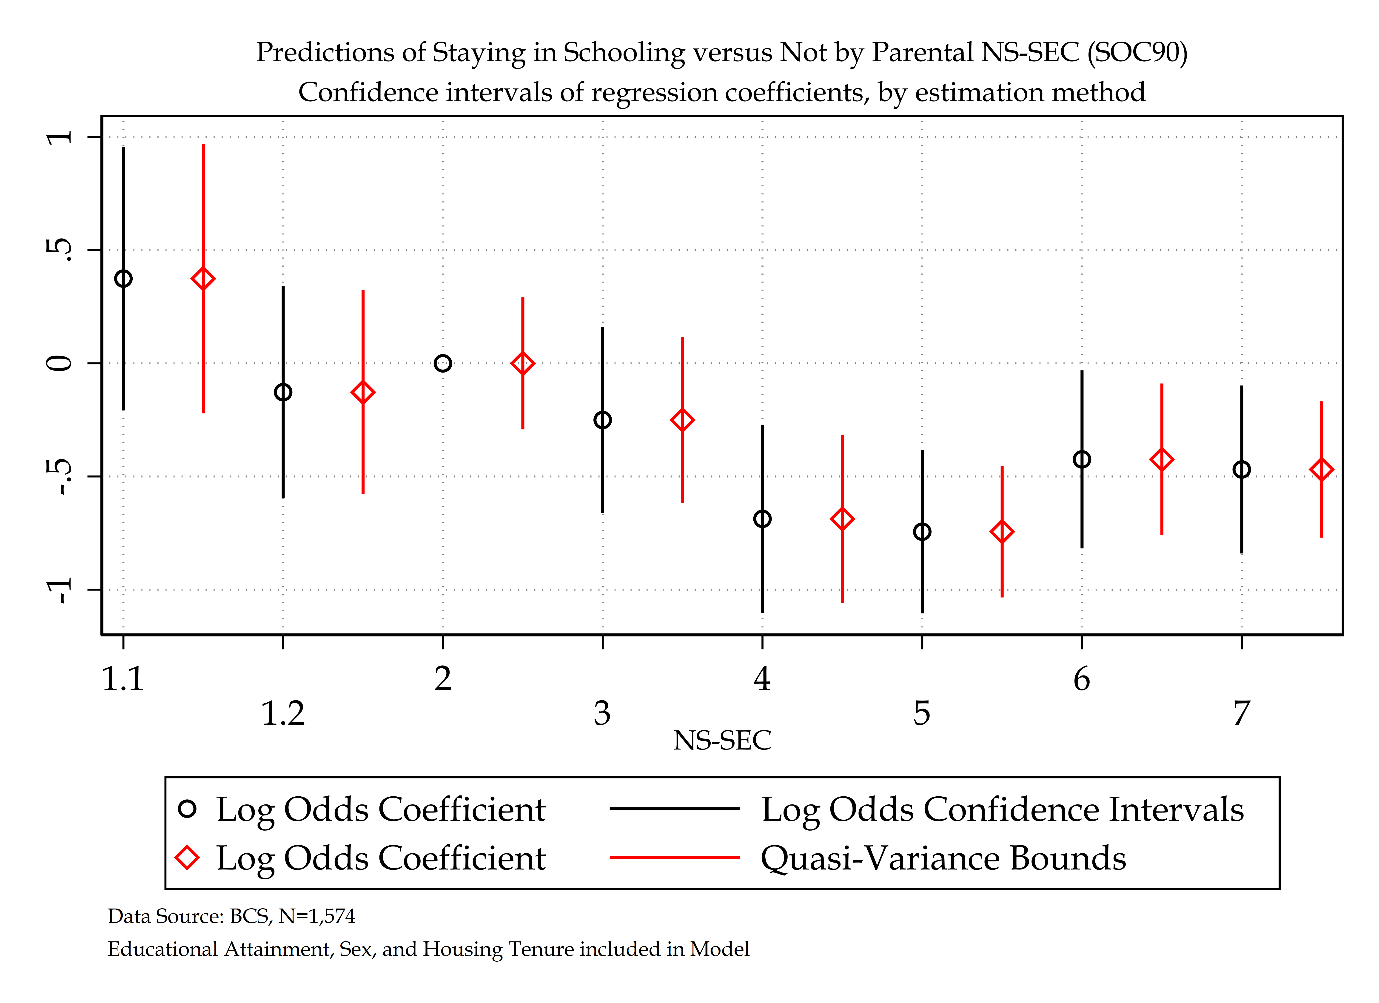 Predictions of Staying in Schooling versus Not by Parental NS-SEC (SOC90)
Confidence intervals of regression coefficients, by estimation method
1
.5
0
-.5
-1
1.1
1.2
2
3
4
5
6
7
NS-SEC
Log Odds Coefficient
Log Odds Confidence Intervals
Log Odds Coefficient
Quasi-Variance Bounds
Data Source: BCS, N=1,574
Educational Attainment, Sex, and Housing Tenure included in Model